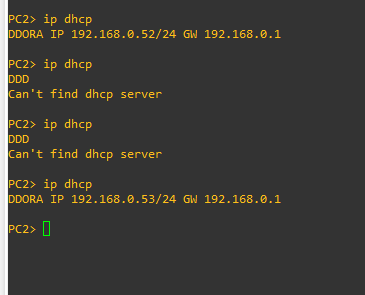 PC2> ip dhcp
DDORA IP 192.168.0.52/24 GW 192.168.0.1
PC2> ip dhcp
DDD
Can't find dhcp server
PC2> ip dhcp
DDD
Can't find dhcp server
PC2> ip dhcp
DDORA IP 192.168.0.53/24 GW 192.168.0.1
PC2>